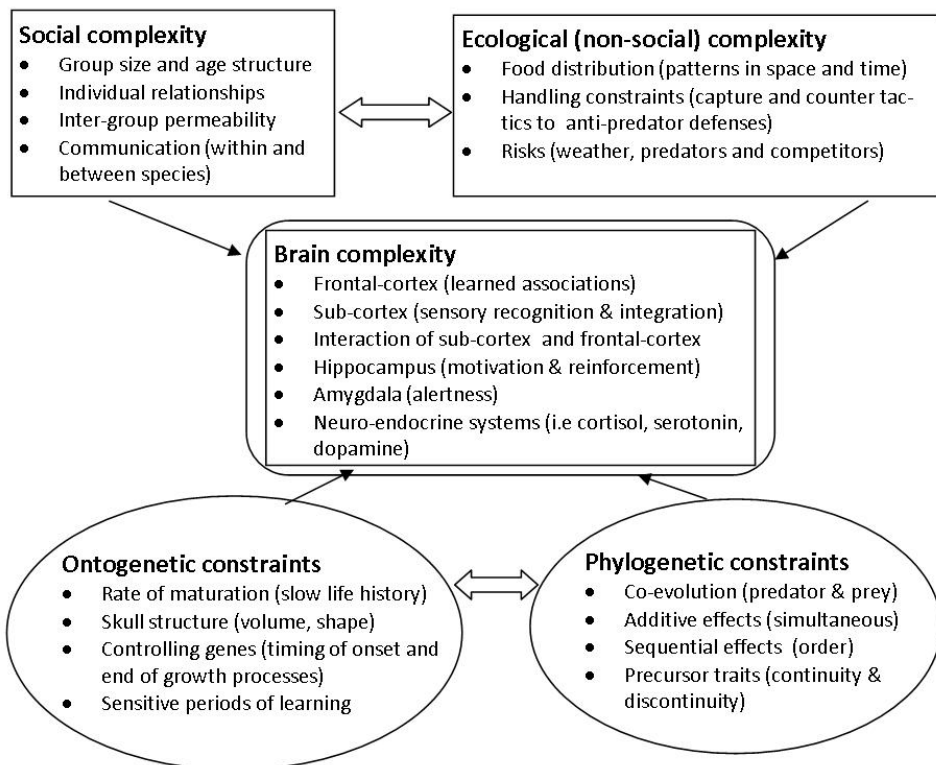 Social complexity
• Group size and age structure
• Individual relationships
• Inter-group permeability
• Communication (within and
between species)
Ecological (non-social) complexity
• Food distribution (patterns in space and time)
• Handling constraints (capture and counter tac-
tics to anti-predator defenses)
• Risks (weather, predators and competitors)
Brain complexity
• Frontal-cortex (learned associations)
• Sub-cortex (sensory recognition & integration)
• Interaction of sub-cortex and frontal-cortex
• Hippocampus (motivation & reinforcement)
• Amygdala (alertness)
• Neuro-endocrine systems (i.e cortisol, serotonin,
dopamine)
Ontogenetic constraints
• Rate of maturation (slow life history)
• Skull structure (volume, shape)
• Controlling genes (timing of onset and
end of growth processes)
• Sensitive periods of learning
Phylogenetic constraints
• Co-evolution (predator & prey)
• Additive effects (simultaneous)
• Sequential effects (order)
• Precursor traits (continuity &
discontinuity)